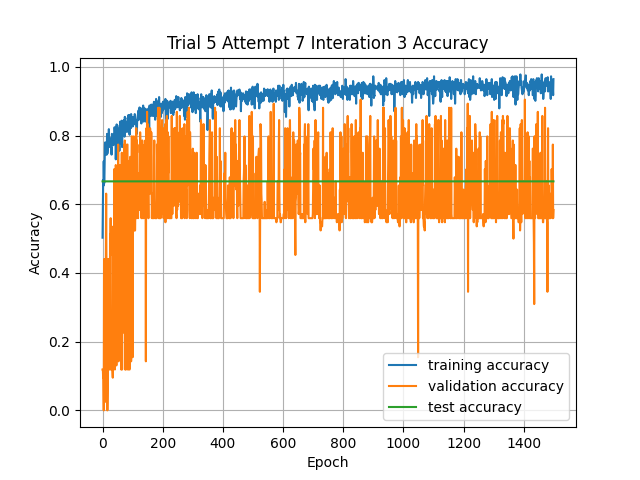 Trial 5 Attempt 7 Interation 3 Accuracy
1.0
0.8
0.6
0.4
0.2
0.0
Accuracy
training accuracy
validation accuracy
test accuracy
0 200 400 600 800 1000 1200 1400
Epoch